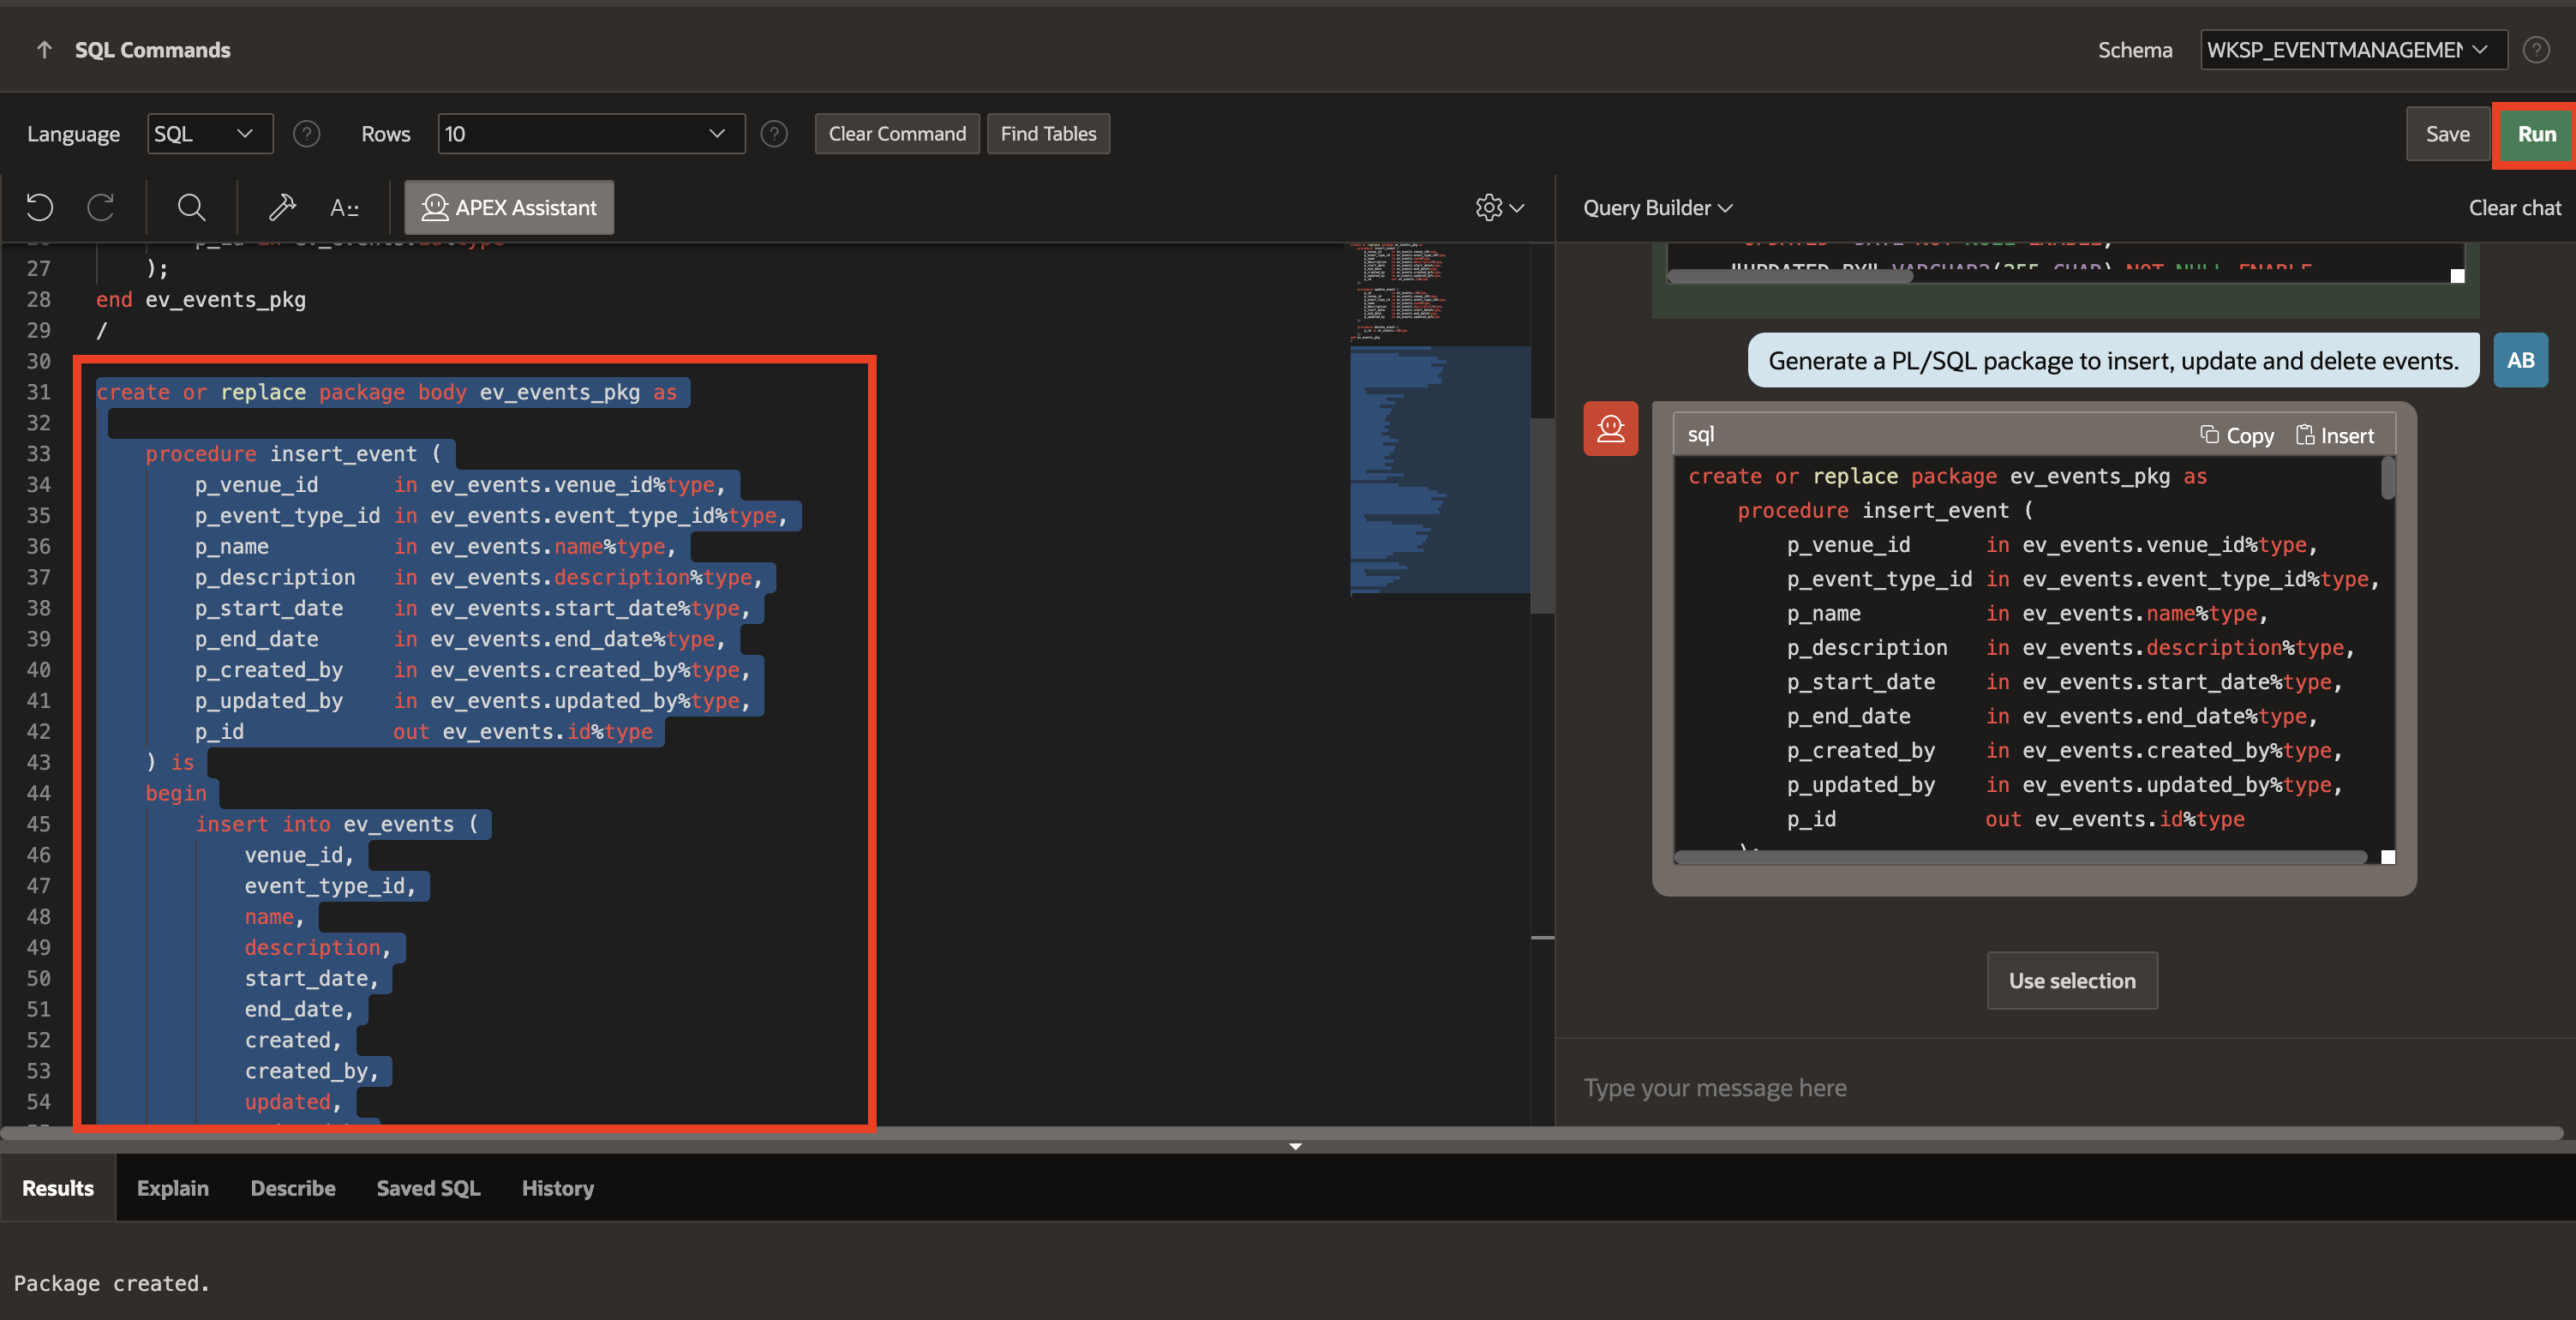 SQL Commands
Schema
WKSP_EVENTMANAGEMEN
?
Language
SQL
?
Rows
10
?
Clear Command
Find Tables
Save
Run
APEX Assistant
Query Builder
Clear chat
27 );
28 end ev_events_pkg
29 /
30
31 create or replace package body ev_events_pkg as
32
33 procedure insert_event (
34 p_venue_id in ev_events.venue_id%type,
35 p_event_type_id in ev_events.event_type_id%type,
36 p_name in ev_events.name%type,
37 p_description in ev_events.description%type,
38 p_start_date in ev_events.start_date%type,
39 p_end_date in ev_events.end_date%type,
40 p_created_by in ev_events.created_by%type,
41 p_updated_by in ev_events.updated_by%type,
42 p_id out ev_events.id%type
43 ) is
44 begin
45 insert into ev_events (
46 venue_id,
47 event_type_id,
48 name,
49 description,
50 start_date,
51 end_date,
52 created,
53 created_by,
54 updated,
"UPDATED_BY" VARCHAR2(255 CHAR) NOT NULL ENABLE
Generate a PL/SQL package to insert, update and delete events.
AB
sql
Copy
Insert
create or replace package ev_events_pkg as
procedure insert_event (
p_venue_id in ev_events.venue_id%type,
p_event_type_id in ev_events.event_type_id%type,
p_name in ev_events.name%type,
p_description in ev_events.description%type,
p_start_date in ev_events.start_date%type,
p_end_date in ev_events.end_date%type,
p_created_by in ev_events.created_by%type,
p_updated_by in ev_events.updated_by%type,
p_id out ev_events.id%type
);
Use selection
Type your message here
Results
Explain
Describe
Saved SQL
History
Package created.